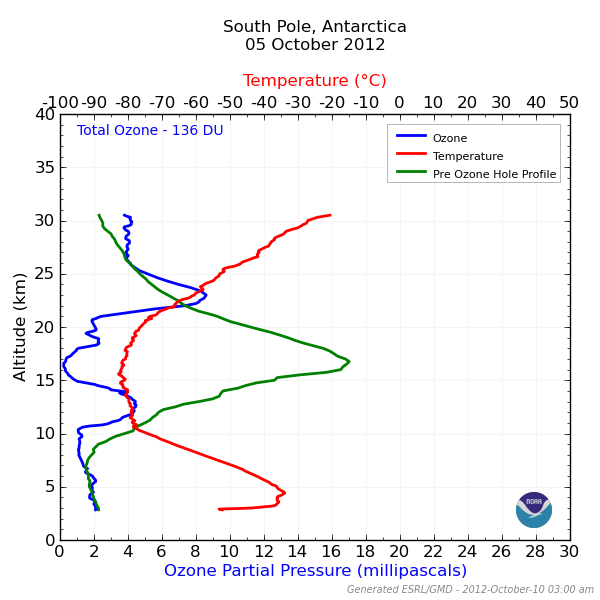 South Pole, Antarctica
05 October 2012
Temperature (°C)
-100 -90 -80 -70 -60 -50 -40 -30 -20 -10 0 10 20 30 40 50
40
Total Ozone - 136 DU
Ozone
Temperature
Pre Ozone Hole Profile
35
30
25
20
15
10
5
0
Altitude (km)
NOAA
0 2 4 6 8 10 12 14 16 18 20 22 24 26 28 30
Ozone Partial Pressure (millipascals)
Generated ESRL/GMD - 2012-October-10 03:00 am